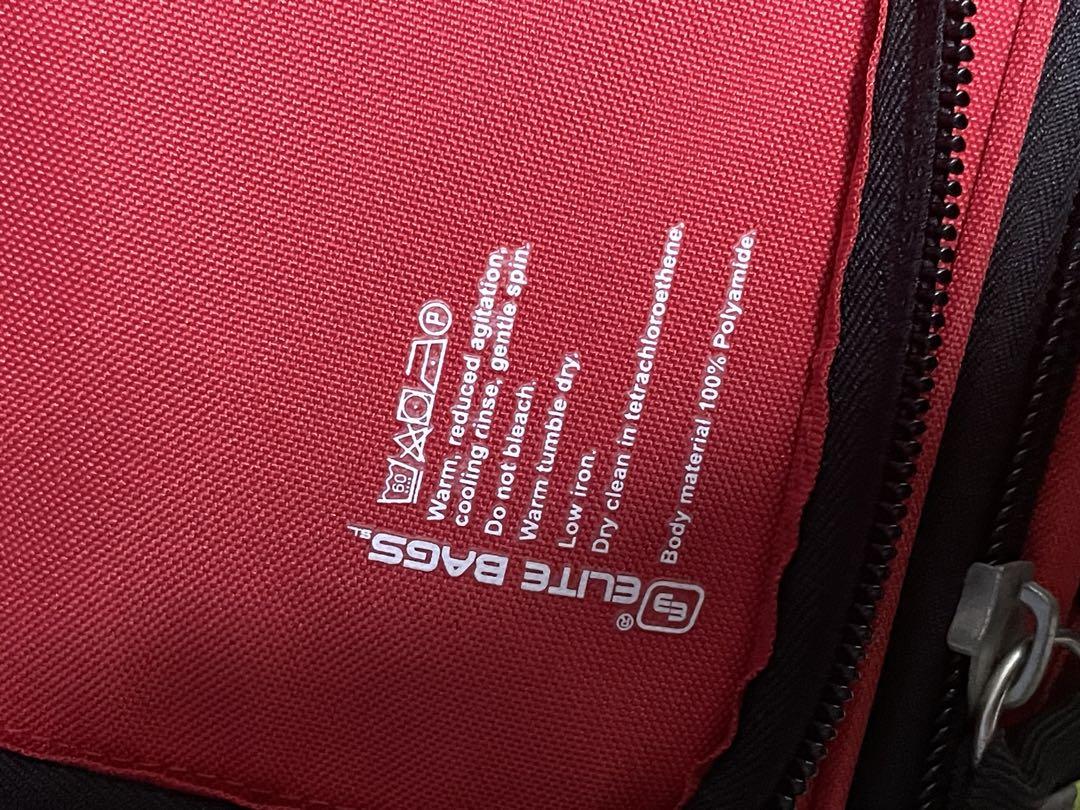 60
P
Warm, reduced agitation,
cooling rinse, gentle spin.
Do not bleach.
Warm tumble dry.
Low iron.
Dry clean in tetrachloroethene.
Body material 100% Polyamide.
ELITE BAGS S.L.
®